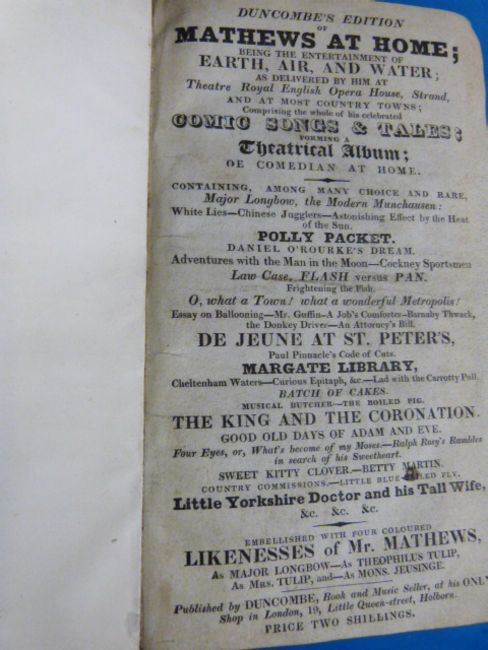 DUNCOMBE'S EDITION
OF
MATHEWS AT HOME;
BEING THE ENTERTAINMENT OF
EARTH, AIR, AND WATER;
AS DELIVERED BY HIM AT
Theatre Royal English Opera House, Strand,
AND AT MOST COUNTRY TOWNS;
Comprising the whole of his celebrated
COMIC SONGS & TALES;
FORMING A
Theatrical Album;
OE COMEDIAN AT HOME.
CONTAINING, AMONG MANY CHOICE AND RARE,
Major Longbow, the Modern Munchausen:
White Lies—Chinese Jugglers—Astonishing Effect by the Heat
of the Sun.
POLLY PACKET.
DANIEL O'ROURKE'S DREAM.
Adventures with the Man in the Moon—Cockney Sportsmen
Law Case, FLASH versus PAN.
Frightening the Fish.
O, what a Town! what a wonderful Metropolis!
Essay on Ballooning—Mr. Guffin—A Job's Comforter—Barnaby Thwack,
the Donkey Driver—An Attorney's Bill.
DE JEUNE AT ST. PETER'S,
Paul Pinnacle's Code of Cuts.
MARGATE LIBRARY,
Cheltenham Waters—Curious Epitaph, &c.—Lad with the Carrotty Poll.
BATCH OF CAKES.
MUSICAL BUTCHER—THE BOILED PIG.
THE KING AND THE CORONATION.
GOOD OLD DAYS OF ADAM AND EVE.
Four Eyes, or, What's become of my Moses.—Ralph Rosy's Rambles
in search of his Sweetheart.
SWEET KITTY CLOVER.—BETTY MARTIN.
COUNTRY COMMISSIONS.—LITTLE BLUE FLY.
Little Yorkshire Doctor and his Tall Wife,
&c. &c. &c.
EMBELLISHED WITH FOUR COLOURED
LIKENESSES of Mr. MATHEWS,
As MAJOR LONGBOW—As THEOPHILUS TULIP,
As MRS. TULIP, and—As MONS. JEUSINGE.
Published by DUNCOMBE, Book and Music Seller, at his ONLY
Shop in London, 19, Little Queen-street, Holborn.
PRICE TWO SHILLINGS.